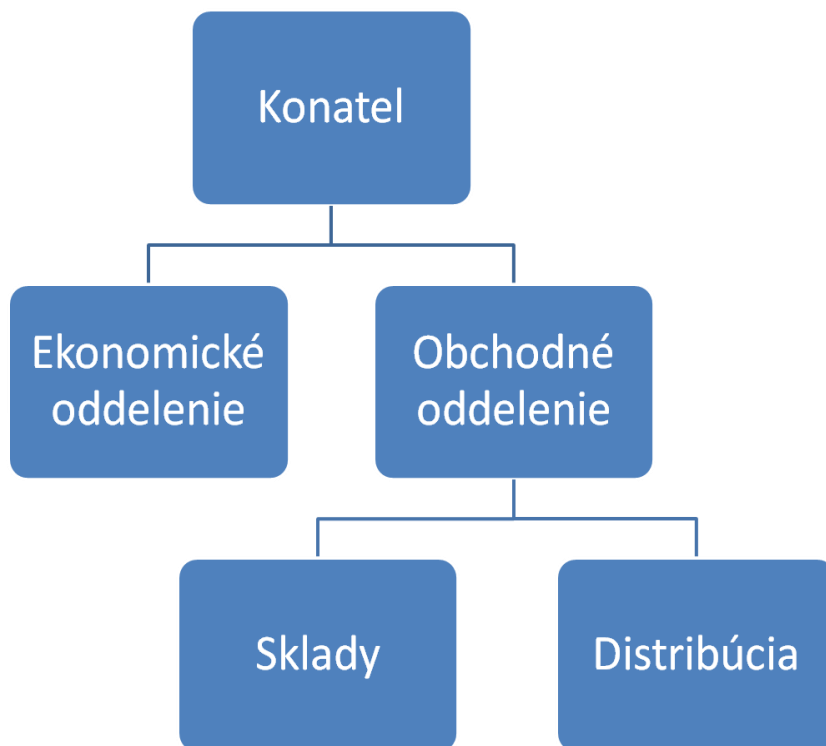 Konatel
Ekonomické
oddelenie
Obchodné
oddelenie
Sklady
Distribúcia